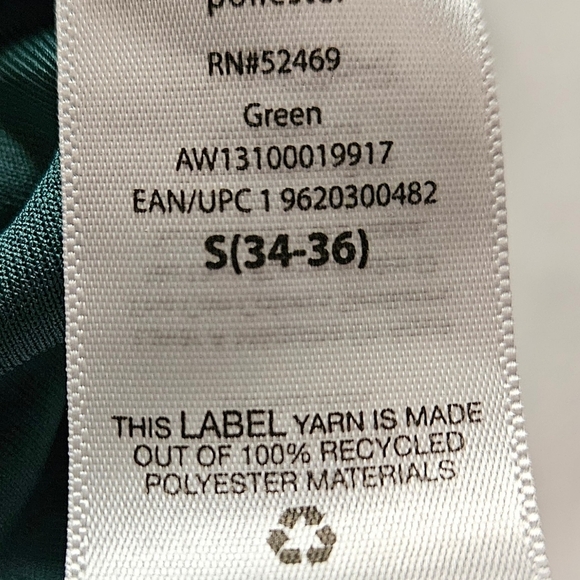 polyester
RN#52469
Green
AW13100019917
EAN/UPC 1 9620300482
S(34-36)
THIS LABEL YARN IS MADE
OUT OF 100% RECYCLED
POLYESTER MATERIALS